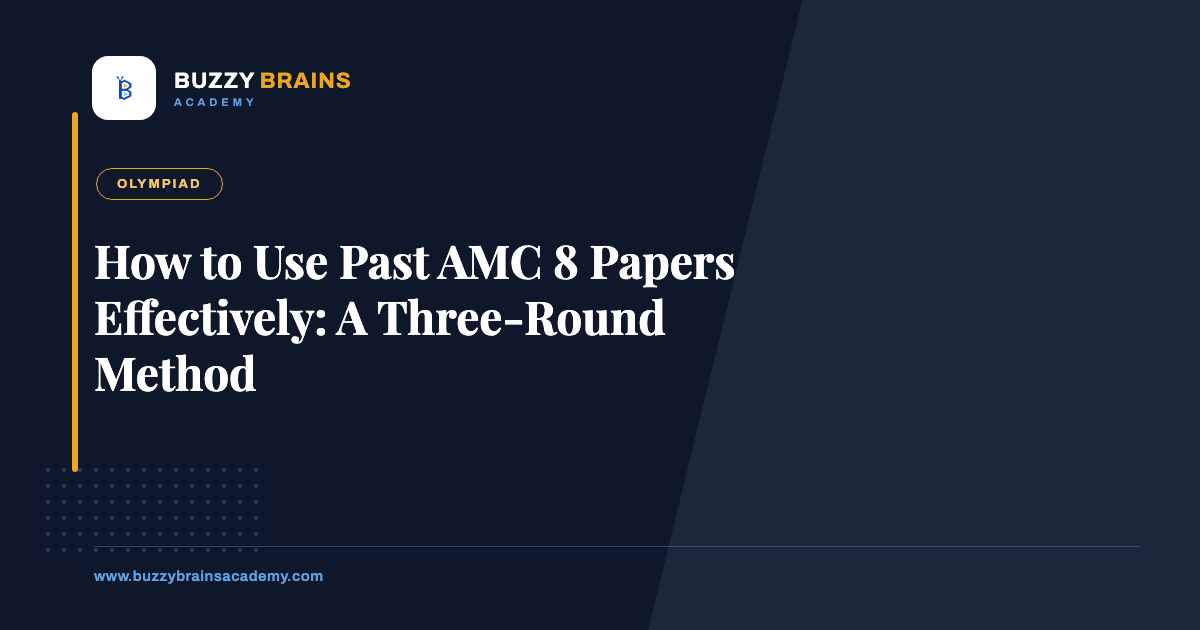 BUZZY BRAINS
ACADEMY
OLYMPIAD
How to Use Past AMC 8 Papers
Effectively: A Three-Round
Method
www.buzzybrainsacademy.com